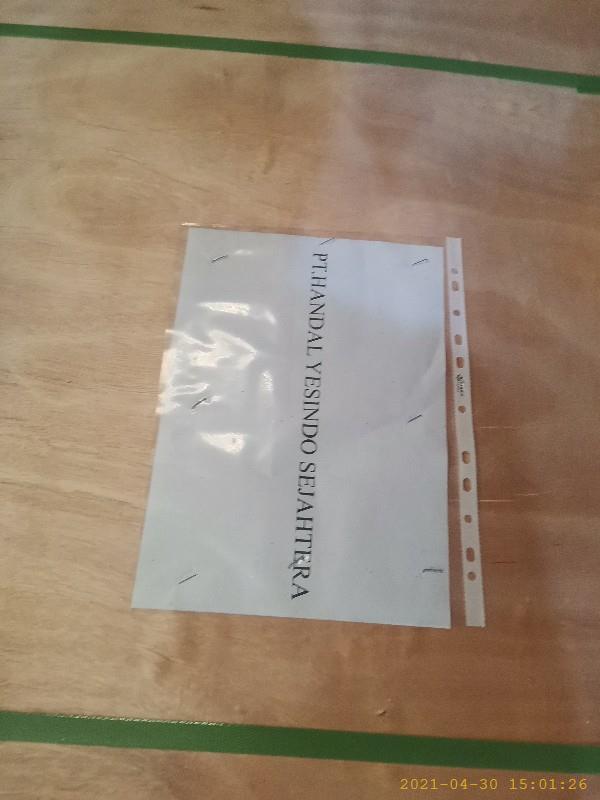 PT.HANDAL YESINDO SEJAHTERA
2021-04-30 15:01:26